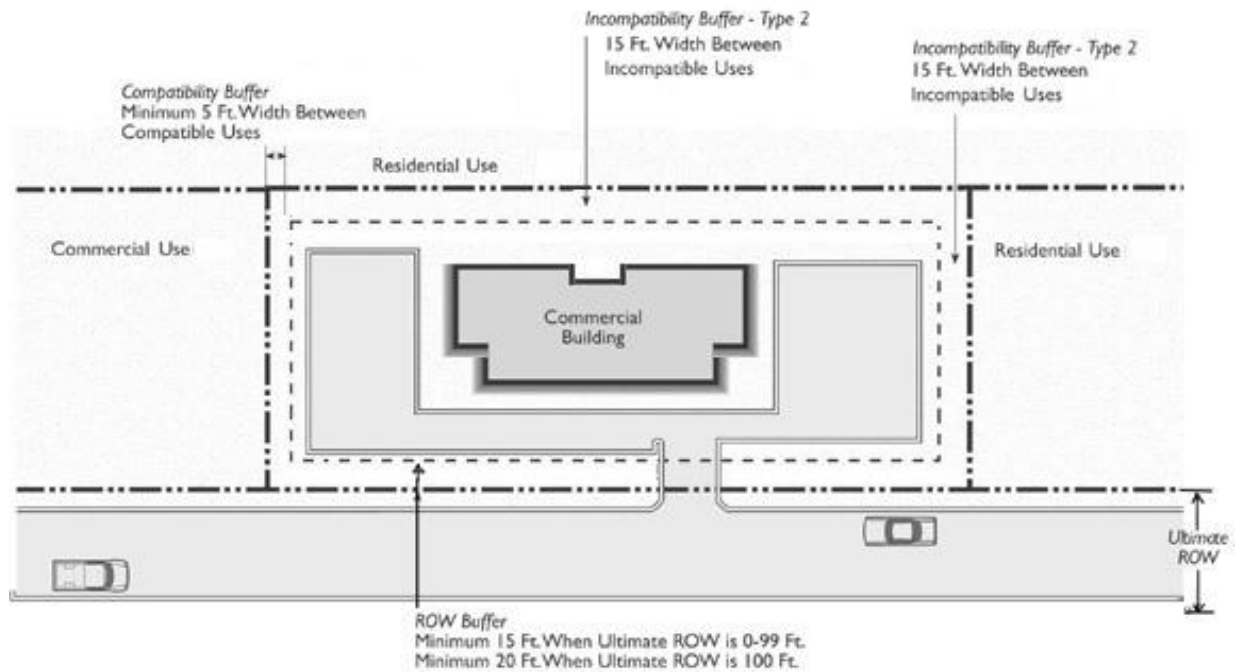 Incompatibility Buffer - Type 2
15 Ft. Width Between
Incompatible Uses
Incompatibility Buffer - Type 2
15 Ft. Width Between
Incompatible Uses
Compatibility Buffer
Minimum 5 Ft. Width Between
Compatible Uses
Residential Use
Commercial Use
Residential Use
Commercial
Building
Ultimate
ROW
ROW Buffer
Minimum 15 Ft. When Ultimate ROW is 0-99 Ft.
Minimum 20 Ft. When Ultimate ROW is 100 Ft.